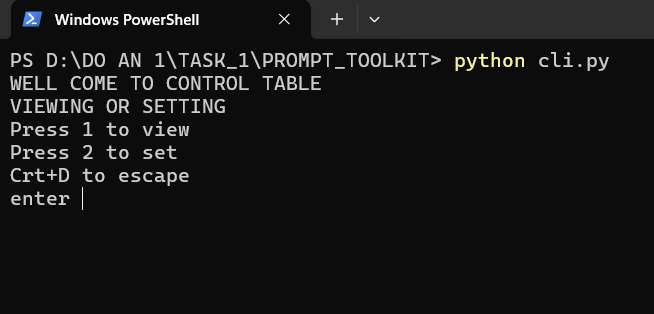 Windows PowerShell
PS D:\DO AN 1\TASK_1\PROMPT_TOOLKIT> python cli.py
WELL COME TO CONTROL TABLE
VIEWING OR SETTING
Press 1 to view
Press 2 to set
Crt+D to escape
enter